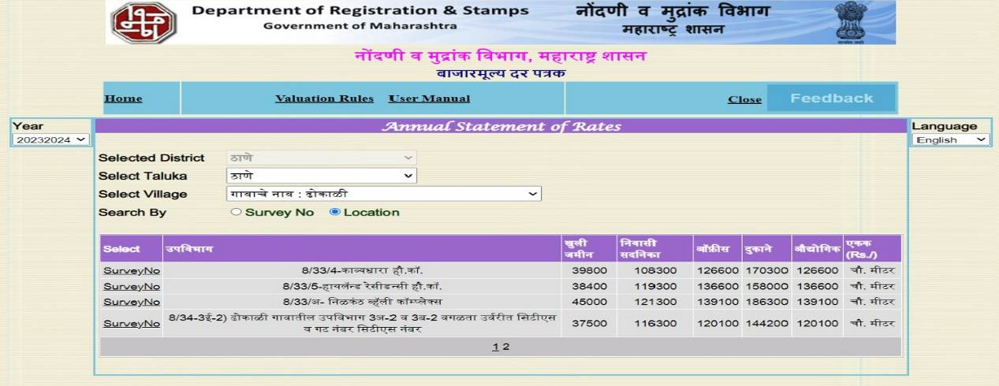 Department of Registration & Stamps
Government of Maharashtra
नोंदणी व मुद्रांक विभाग
महाराष्ट्र शासन
नोंदणी व मुद्रांक विभाग, महाराष्ट्र शासन
बाजारमूल्य दर पत्रक
Home Valuation Rules User Manual Close Feedback
Year
20232024
Annual Statement of Rates
Language
English
Selected District ठाणे
Select Taluka ठाणे
Select Village गावाचे नाव : ढोकाळी
Search By Survey No Location
Select उपविभाग खुली जमीन निवासी सदनिका ऑफ़ीस दुकाने औद्योगिक एकक (Rs./)
SurveyNo 8/33/4-काव्यधारा हौ.कॉ. 39800 108300 126600 170300 126600 चौ. मीटर
SurveyNo 8/33/5-हायलॅन्ड रेसीडन्सी हौ.कॉ. 38400 119300 136600 158000 136600 चौ. मीटर
SurveyNo 8/33/अ- निळकंठ व्हॅली कॉम्प्लेक्स 45000 121300 139100 186300 139100 चौ. मीटर
SurveyNo 8/34-3ई-2) ढोकाळी गावातील उपविभाग 3अ-2 व 3ब-2 वगळता उर्वरीत सिटीएस
व गट नंबर सिटीएस नंबर 37500 116300 120100 144200 120100 चौ. मीटर
1 2